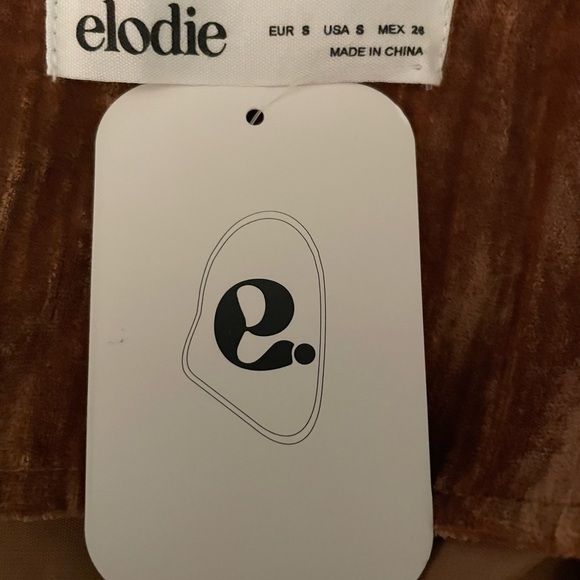 elodie
EUR S USA S MEX 26
MADE IN CHINA
e.